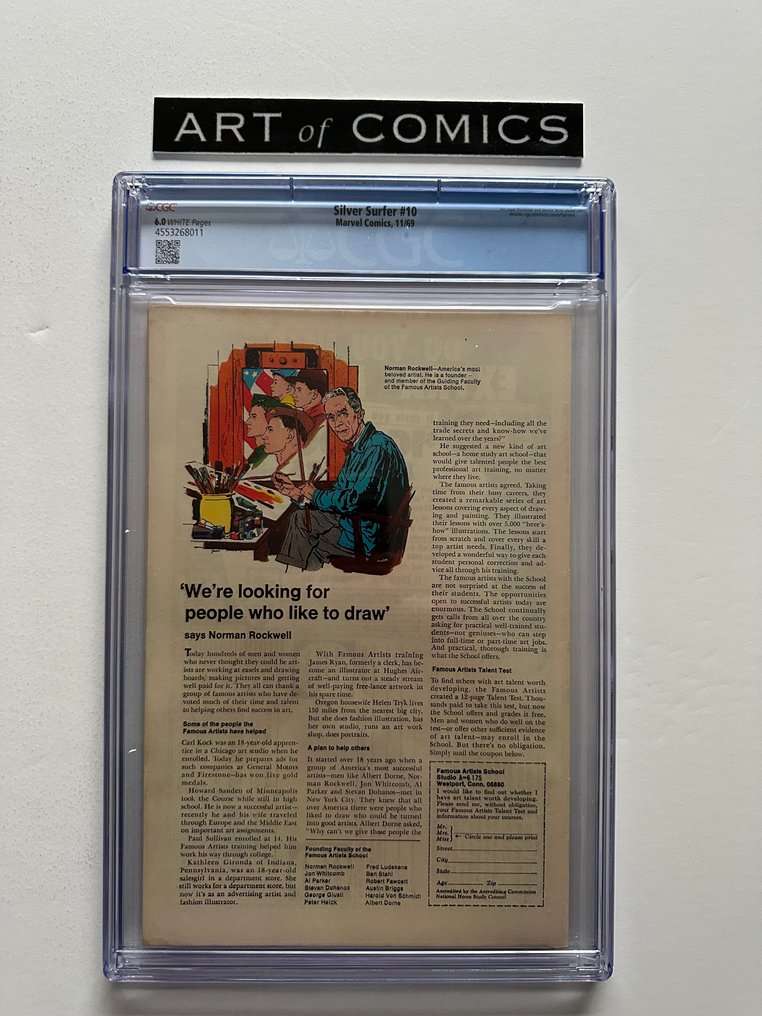 ART of COMICS
CGC
6.0 WHITE Pages
4553268011
Silver Surfer #10
Marvel Comics, 11/69
Norman Rockwell—America's most
beloved artist. He is a founder
and member of the Guiding Faculty
of the Famous Artists School.
'We're looking for
people who like to draw'
says Norman Rockwell
Today hundreds of men and women
who never thought they could be art-
ists are working at easels and drawing
boards, making pictures and getting
well paid for it. They all can thank a
group of famous artists who have de-
voted much of their time and talent
to helping others find success in art.
Some of the people the
Famous Artists have helped
Carl Kock was an 18-year-old appren-
tice in a Chicago art studio when he
enrolled. Today he prepares ads for
such companies as General Motors
and Firestone—has won five gold
medals.
Howard Sanden of Minneapolis
took the Course while still in high
school. He is now a successful artist—
recently he and his wife traveled
through Europe and the Middle East
on important art assignments.
Paul Sullivan enrolled at 14. His
Famous Artists training helped him
work his way through college.
Kathleen Gironda of Indiana,
Pennsylvania, was an 18-year-old
salesgirl in a department store. She
still works for a department store, but
now it's as an advertising artist and
fashion illustrator.
With Famous Artists training
James Ryan, formerly a clerk, has be-
come an illustrator at Hughes Air-
craft—and turns out a steady stream
of well-paying free-lance artwork in
his spare time.
Oregon housewife Helen Tryk lives
150 miles from the nearest big city.
But she does fashion illustration, has
her own studio, runs an art work
shop, does portraits.
A plan to help others
It started over 18 years ago when a
group of America's most successful
artists—men like Albert Dorne, Nor-
man Rockwell, Jon Whitcomb, Al
Parker and Stevan Dohanos—met in
New York City. They knew that all
over America there were people who
liked to draw who could be turned
into good artists. Albert Dorne asked,
"Why can't we give those people the
Founding Faculty of the
Famous Artists School
Norman Rockwell Fred Ludekens
Jon Whitcomb Ben Stahl
Al Parker Robert Fawcett
Stevan Dohanos Austin Briggs
George Giusti Harold Von Schmidt
Peter Helck Albert Dorne
training they need—including all the
trade secrets and know-how we've
learned over the years?"
He suggested a new kind of art
school—a home study art school—that
would give talented people the best
professional art training, no matter
where they live.
The famous artists agreed. Taking
time from their busy careers, they
created a remarkable series of art
lessons covering every aspect of draw-
ing and painting. They illustrated
their lessons with over 5,000 "here's-
how" illustrations. The lessons start
from scratch and cover every skill a
top artist needs. Finally, they de-
veloped a wonderful way to give each
student personal correction and ad-
vice all through his training.
The famous artists with the School
are not surprised at the success of
their students. The opportunities
open to successful artists today are
enormous. The School continually
gets calls from all over the country
asking for practical well-trained stu-
dents—not geniuses—who can step
into full-time or part-time art jobs.
And practical, thorough training is
what the School offers.
Famous Artists Talent Test
To find others with art talent worth
developing, the Famous Artists
created a 12-page Talent Test. Thou-
sands paid to take this test, but now
the School offers and grades it free.
Men and women who do well on the
test—or offer other sufficient evidence
of art talent—may enroll in the
School. But there's no obligation.
Simply mail the coupon below.
Famous Artists School
Studio A-6175
Westport, Conn. 06880
I would like to find out whether I
have art talent worth developing.
Please send me, without obligation,
your Famous Artists Talent Test and
information about your courses.
Mr.
Mrs. ← Circle one and please print
Street
City
State
Age Zip
Accredited by the Accrediting Commission
National Home Study Council